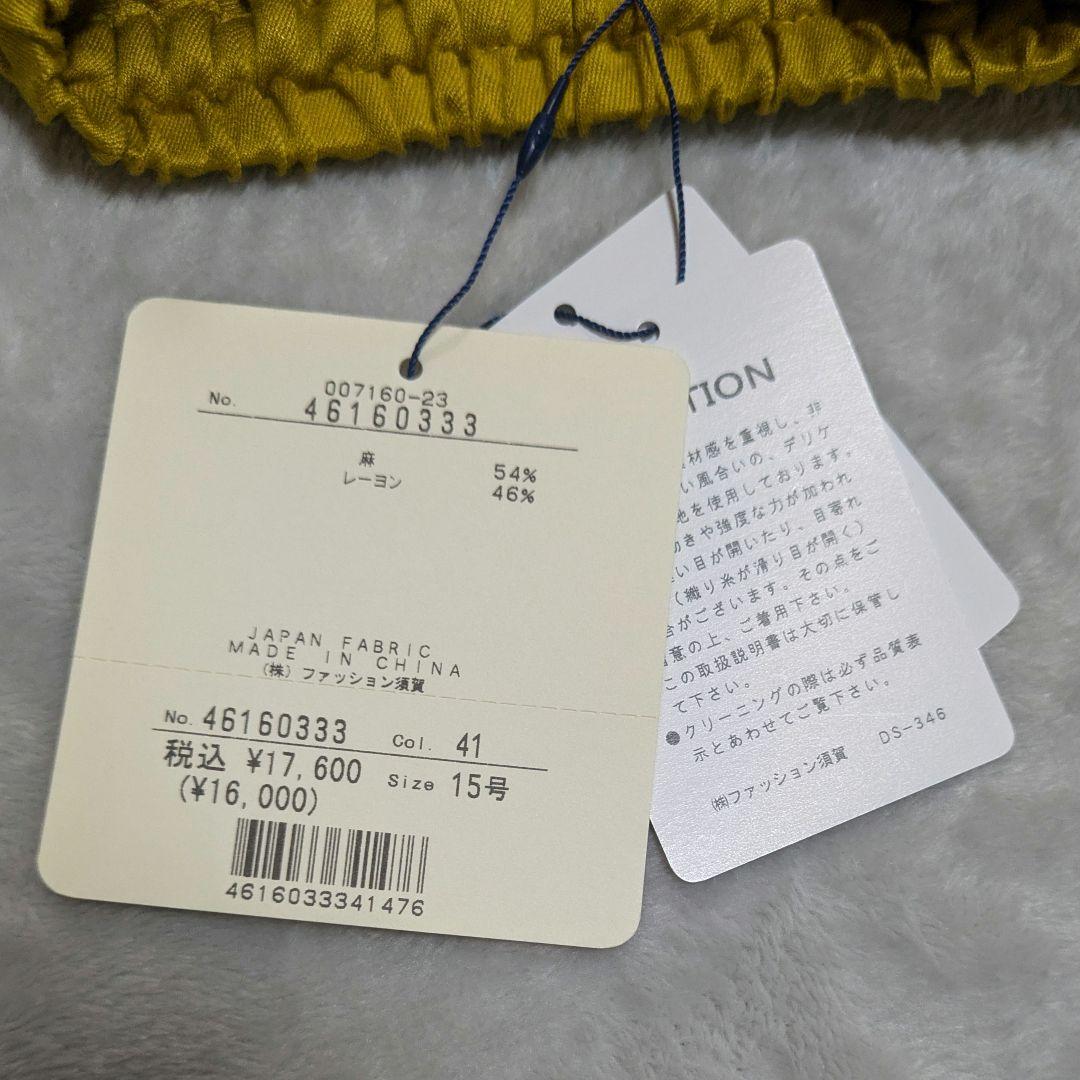 007160-23
No. 46160333
麻 54%
レーヨン 46%
JAPAN FABRIC
MADE IN CHINA
(株) ファッション須賀
No. 46160333 Col. 41
税込 ¥17,600 Size 15号
(¥16,000)
4616033341476
TION
材感を重視し、非
い風合いの、デリケ
地を使用しております。
動きや強度な力が加われ
い目が開いたり、目寄れ
(織り糸が滑り目が開く)
合がございます。その点をご
意の上、ご着用下さい。
この取扱説明書は大切に保管し
て下さい。
●クリーニングの際は必ず品質表
示とあわせてご覧下さい。
㈱ファッション須賀 DS-346